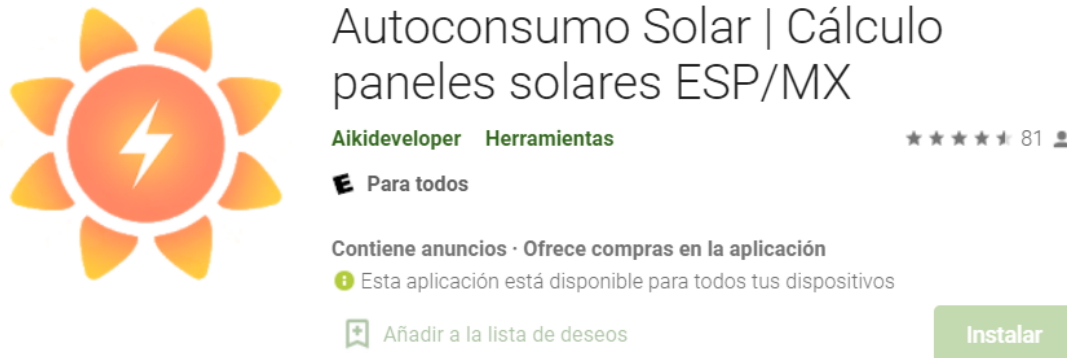 Autoconsumo Solar | Cálculo
paneles solares ESP/MX
Aikideveloper Herramientas 81
E Para todos
Contiene anuncios · Ofrece compras en la aplicación
Esta aplicación está disponible para todos tus dispositivos
Añadir a la lista de deseos
Instalar